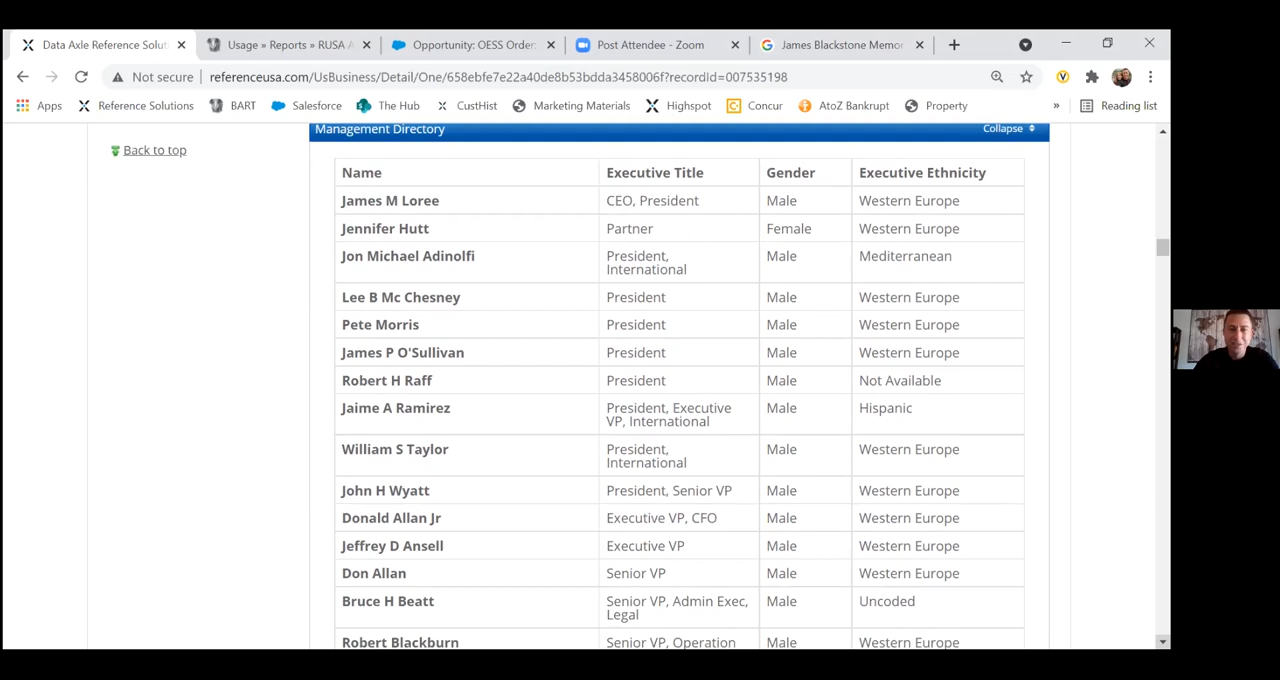 Data Axle Reference Soluti
Usage » Reports » RUSA A
Opportunity: OESS Order:
Post Attendee - Zoom
James Blackstone Memor
Not secure referenceusa.com/UsBusiness/Detail/One/658ebfe7e22a40de8b53bdda3458006f?recordId=007535198
Apps Reference Solutions BART Salesforce The Hub CustHist Marketing Materials Highspot Concur AtoZ Bankrupt Property » Reading list
Management Directory Collapse
Back to top
Name Executive Title Gender Executive Ethnicity
James M Loree CEO, President Male Western Europe
Jennifer Hutt Partner Female Western Europe
Jon Michael Adinolfi President, International Male Mediterranean
Lee B Mc Chesney President Male Western Europe
Pete Morris President Male Western Europe
James P O'Sullivan President Male Western Europe
Robert H Raff President Male Not Available
Jaime A Ramirez President, Executive VP, International Male Hispanic
William S Taylor President, International Male Western Europe
John H Wyatt President, Senior VP Male Western Europe
Donald Allan Jr Executive VP, CFO Male Western Europe
Jeffrey D Ansell Executive VP Male Western Europe
Don Allan Senior VP Male Western Europe
Bruce H Beatt Senior VP, Admin Exec, Legal Male Uncoded
Robert Blackburn Senior VP, Operation Male Western Europe